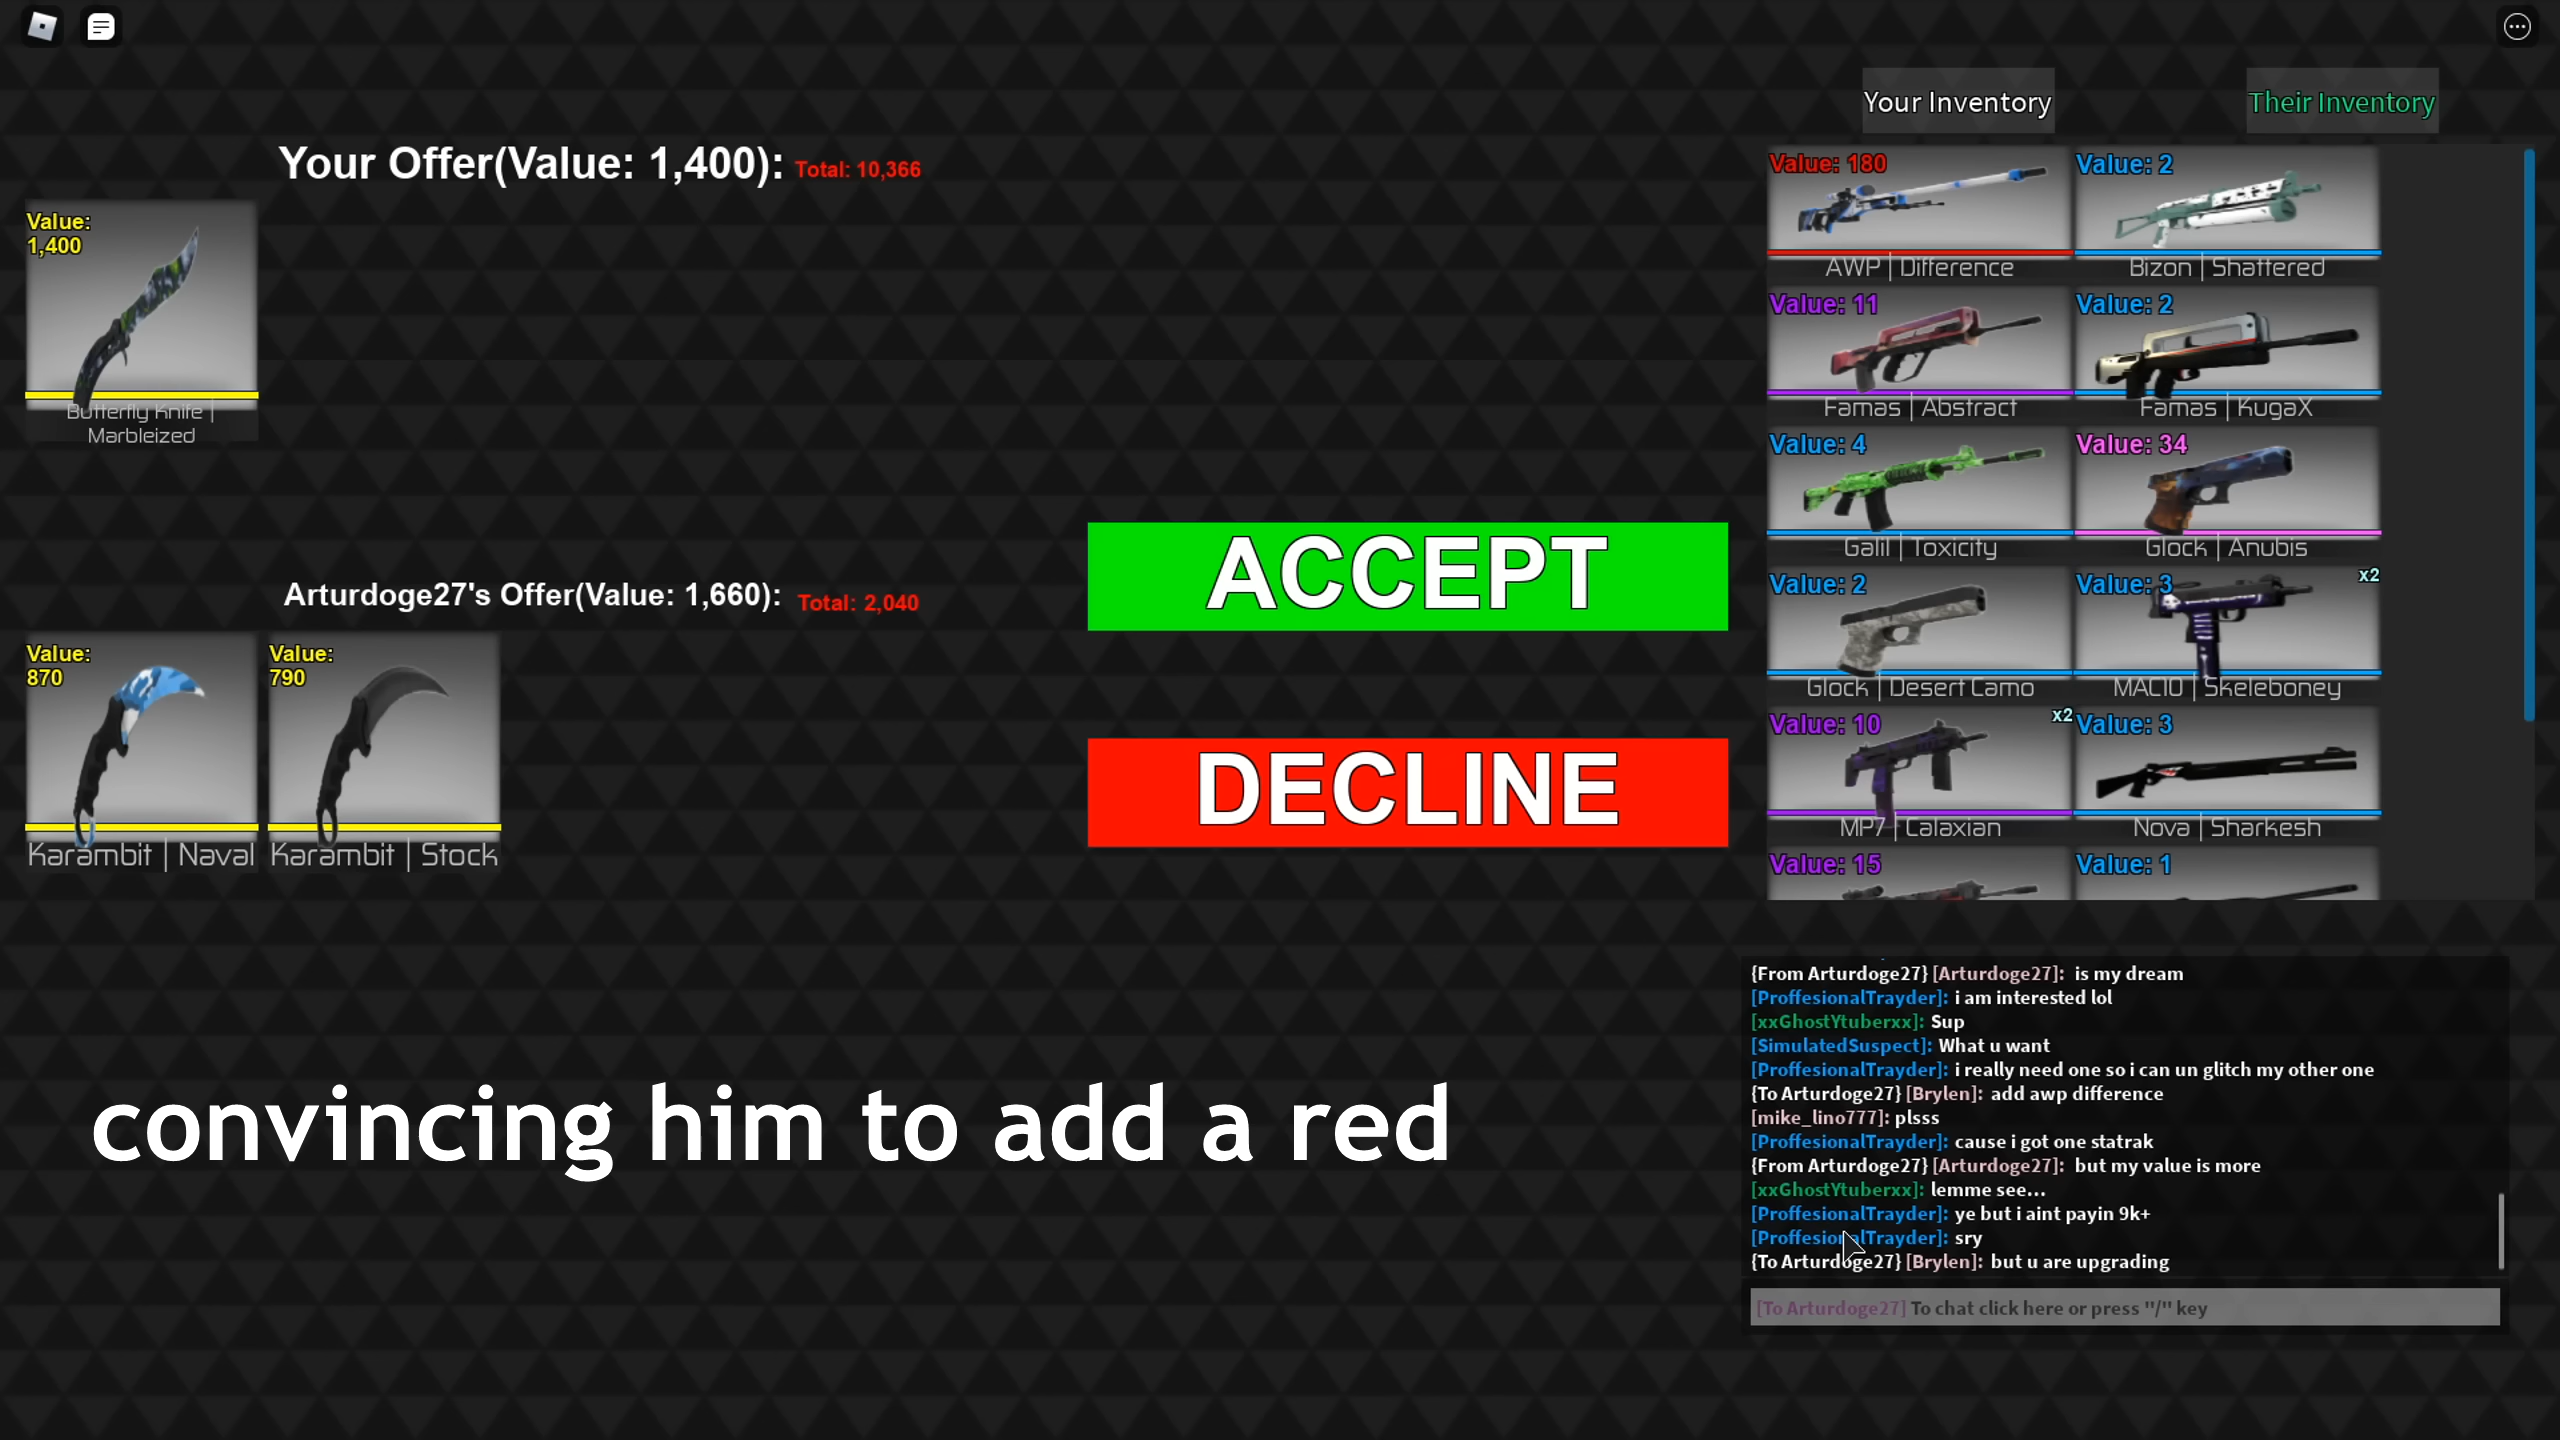 Your Inventory
Their Inventory
Your Offer(Value: 1,400): Total: 10,366
Value:
1,400
Butterfly Knife |
Marbleized
Arturdoge27's Offer(Value: 1,660): Total: 2,040
Value:
870
Karambit | Naval
Value:
790
Karambit | Stock
ACCEPT
DECLINE
Value: 180
AWP | Difference
Value: 2
Bizon | Shattered
Value: 11
Famas | Abstract
Value: 2
Famas | KugaX
Value: 4
Galil | Toxicity
Value: 34
Glock | Anubis
Value: 2
Glock | Desert Camo
Value: 3
x2
MAC10 | Skeleboney
Value: 10
x2
MP7 | Calaxian
Value: 3
Nova | Sharkesh
Value: 15
Value: 1
convincing him to add a red
{From Arturdoge27} [Arturdoge27]: is my dream
[ProffesionalTrayder]: i am interested lol
[xxGhostYtuberxx]: Sup
[SimulatedSuspect]: What u want
[ProffesionalTrayder]: i really need one so i can un glitch my other one
{To Arturdoge27} [Brylen]: add awp difference
[mike_lino777]: plsss
[ProffesionalTrayder]: cause i got one statrak
{From Arturdoge27} [Arturdoge27]: but my value is more
[xxGhostYtuberxx]: lemme see...
[ProffesionalTrayder]: ye but i aint payin 9k+
[ProffesionalTrayder]: sry
{To Arturdoge27} [Brylen]: but u are upgrading
[To Arturdoge27] To chat click here or press "/" key